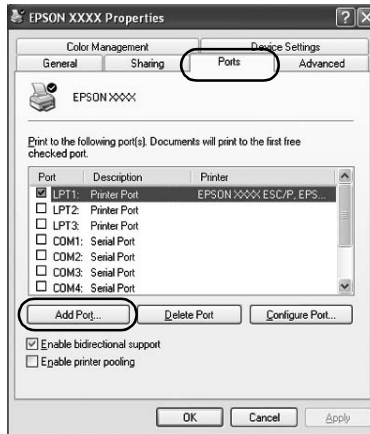 EPSON XXXX Properties
Color Management Device Settings
General Sharing Ports Advanced
EPSON XXXX
Print to the following port(s). Documents will print to the first free
checked port.
Port Description Printer
LPT1: Printer Port EPSON XXXX ESC/P, EPS...
LPT2: Printer Port
LPT3: Printer Port
COM1: Serial Port
COM2: Serial Port
COM3: Serial Port
COM4: Serial Port
Add Port... Delete Port Configure Port...
Enable bidirectional support
Enable printer pooling
OK Cancel Apply